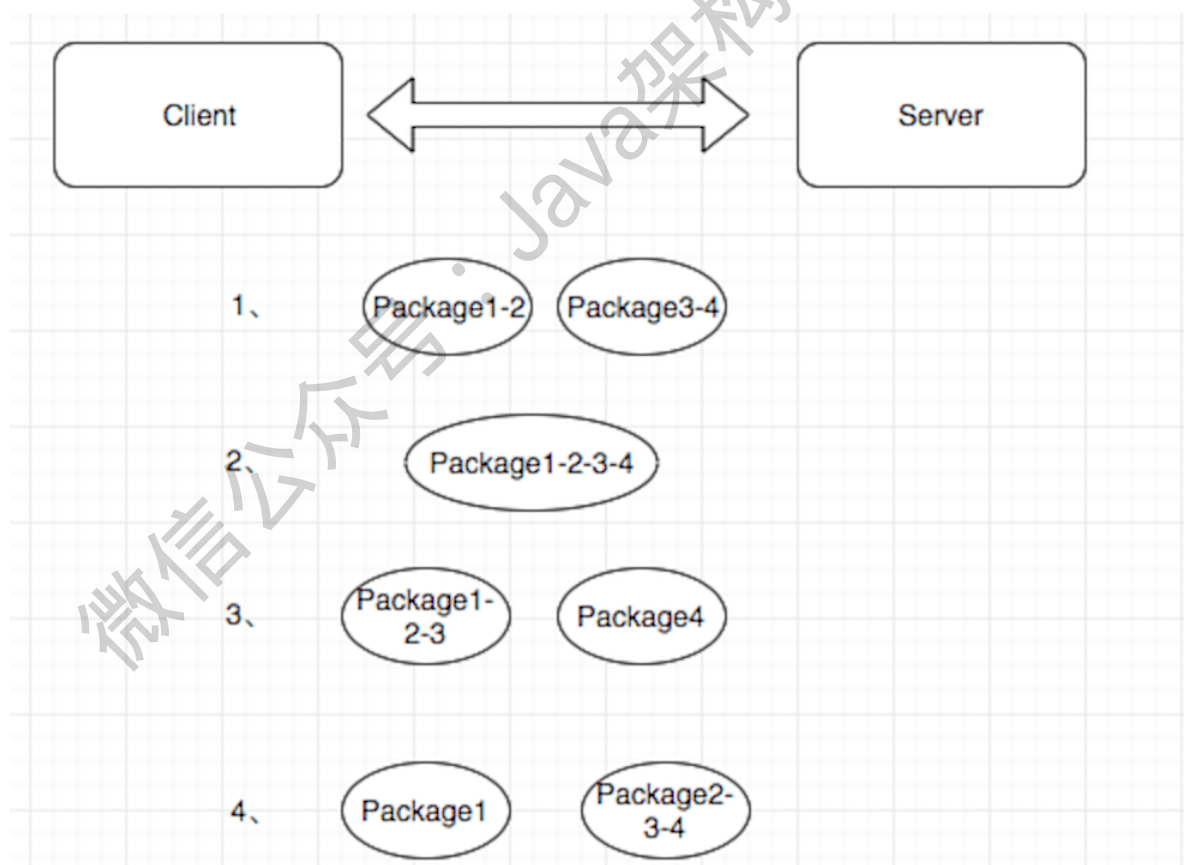 Client
Server
1、
Package1-2
Package3-4
2、
Package1-2-3-4
3、
Package1-
2-3
Package4
4、
Package1
Package2-
3-4
微信公众号：Java架构